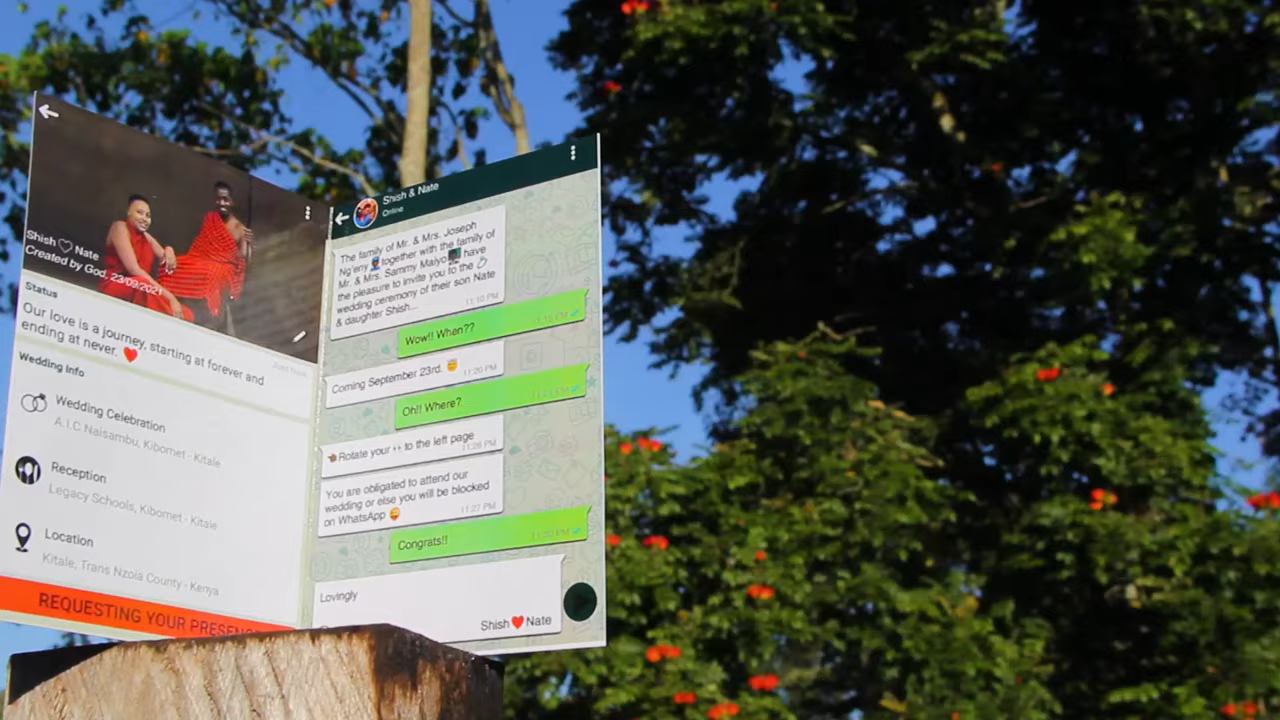 Shish Nate
Created by God, 23/09/2021
Status
Our love is a journey, starting at forever and
ending at never. ❤️
Just Now
Wedding Info
Wedding Celebration
A.I.C Naisambu, Kibomet - Kitale
Reception
Legacy Schools, Kibomet - Kitale
Location
Kitale, Trans Nzoia County - Kenya
REQUESTING YOUR
Shish & Nate
Online
The family of Mr. & Mrs. Joseph
Ng'eny together with the family of
Mr. & Mrs. Sammy Maiyo have
the pleasure to invite you to the
wedding ceremony of their son Nate
& daughter Shish...
11:10 PM
Wow!! When??
Coming September 23rd.
11:20 PM
Oh!! Where?
Rotate your 👀 to the left page
11:26 PM
You are obligated to attend our
wedding or else you will be blocked
on WhatsApp 😜
11:27 PM
Congrats!!
Lovingly
Shish❤️Nate